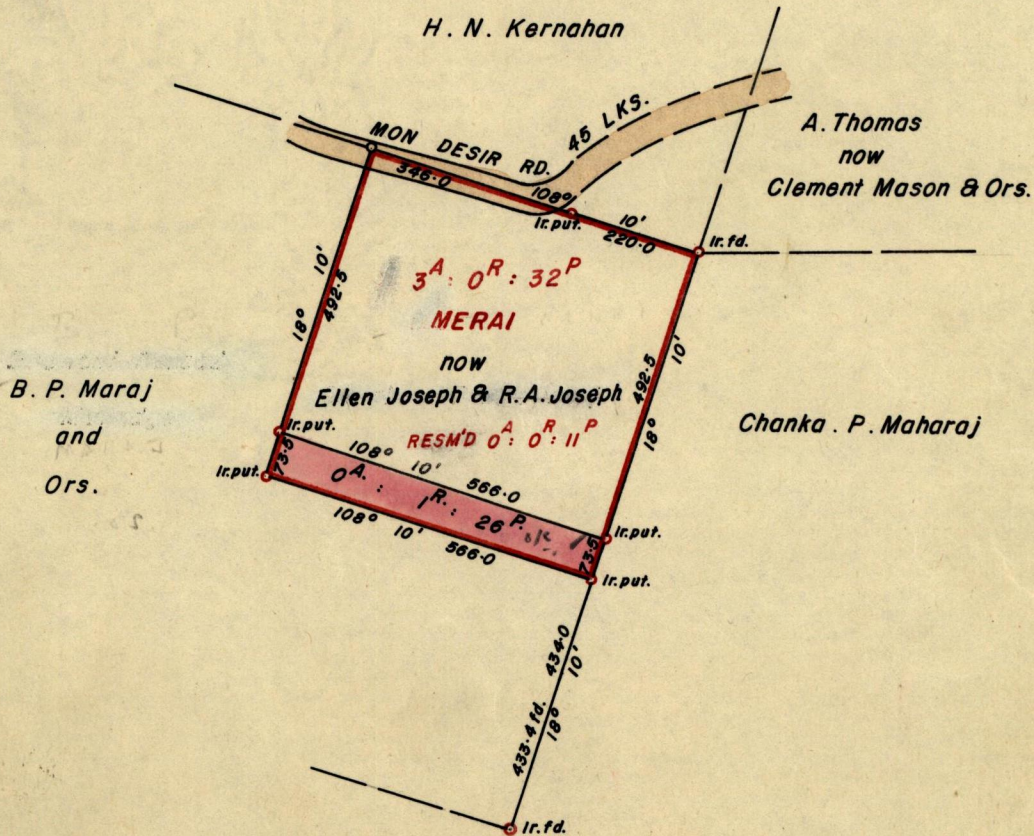 H. N. Kernahan
MON DESIR RD. 45 LKS.
A. Thomas
now
Clement Mason & Ors.
346.0
108°
Ir. put.
10'
220.0
Ir. fd.
3ᴬ : 0ᴿ : 32ᴾ
MERAI
now
Ellen Joseph & R. A. Joseph
RESM'D 0ᴬ : 0ᴿ : 11ᴾ
18° 10'
492.5
492.5
18° 10'
B. P. Maraj
and
Ors.
Chanka . P. Maharaj
Ir. put.
73.5
Ir. put.
108° 10' 566.0
0ᴬ· : 1ᴿ· : 26ᴾ·
108° 10' 566.0
Ir. put.
73.5
Ir. put.
434.0
10'
433.4 fd.
18°
Ir. fd.